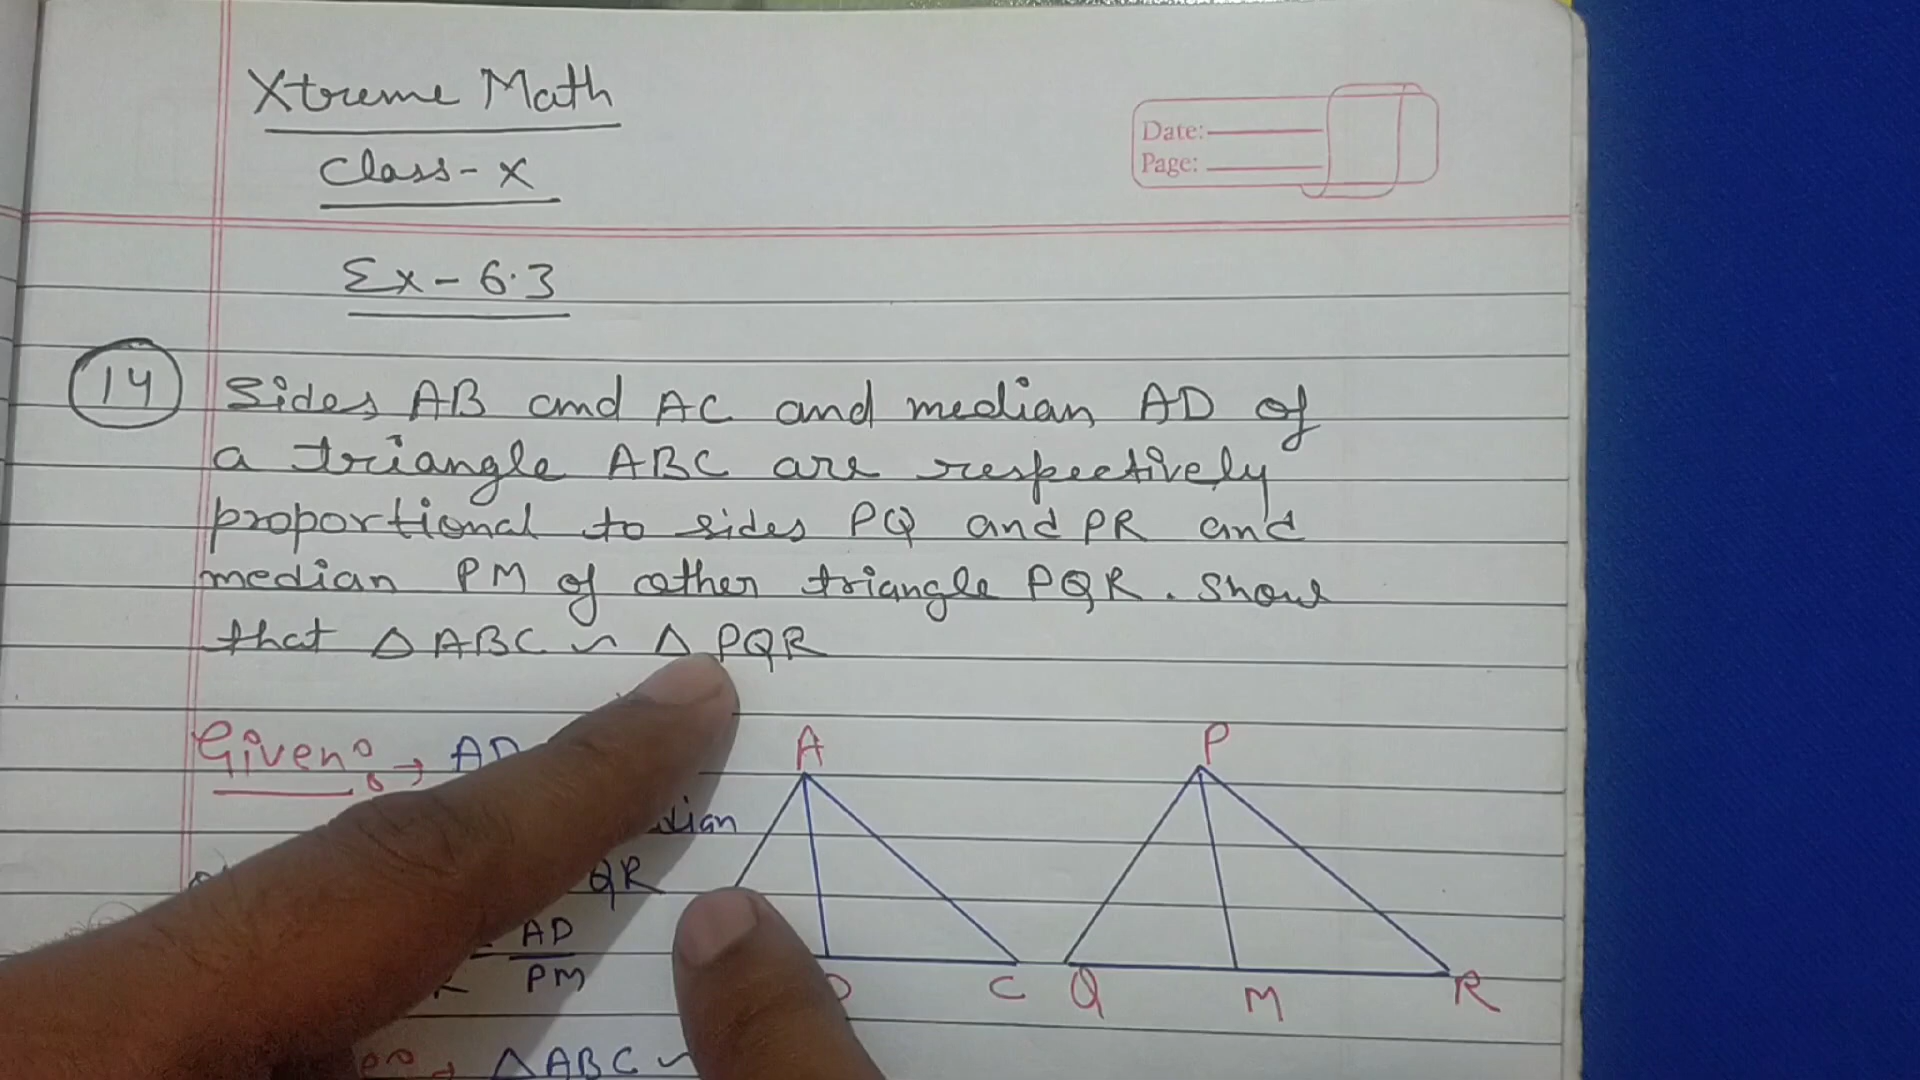 Xtreme Math
Class-X
Date:
Page:
Ex-6.3
14 Sides AB and AC and median AD of
a triangle ABC are respectively
proportional to sides PQ and PR and
median PM of other triangle PQR. Show
that △ABC ~ △PQR
Given:→ AD
A
P
QR
AD
PM
C
Q
M
R
△ABC ~